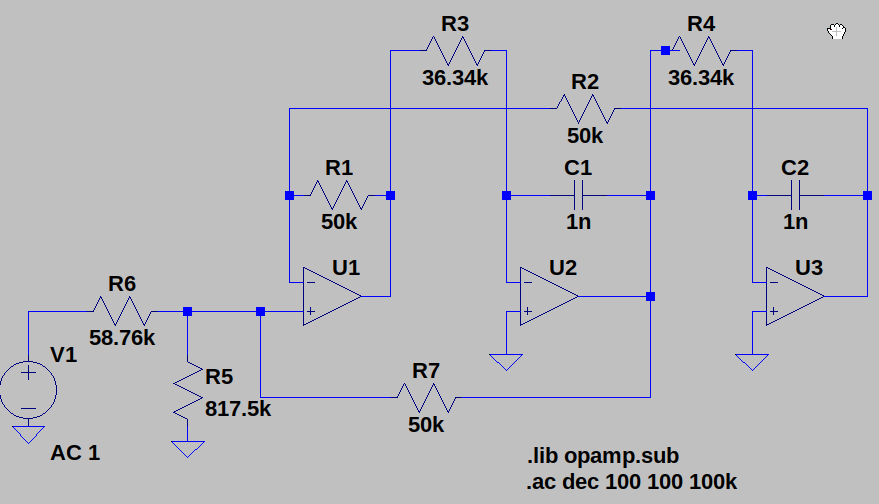 R3
36.34k
R4
36.34k
R2
50k
R1
50k
C1
1n
C2
1n
U1
U2
U3
R6
58.76k
V1
AC 1
R5
817.5k
R7
50k
.lib opamp.sub
.ac dec 100 100 100k